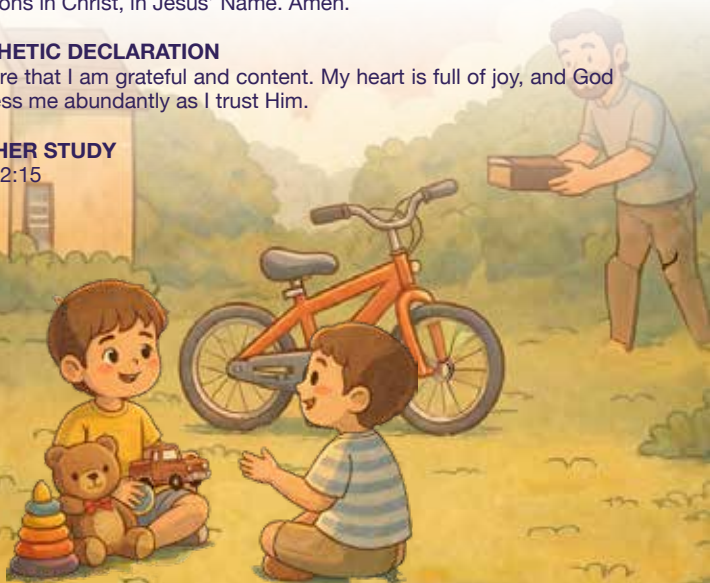 ons in Christ, in Jesus' Name. Amen.
HETIC DECLARATION
re that I am grateful and content. My heart is full of joy, and God
ess me abundantly as I trust Him.
HER STUDY
2:15